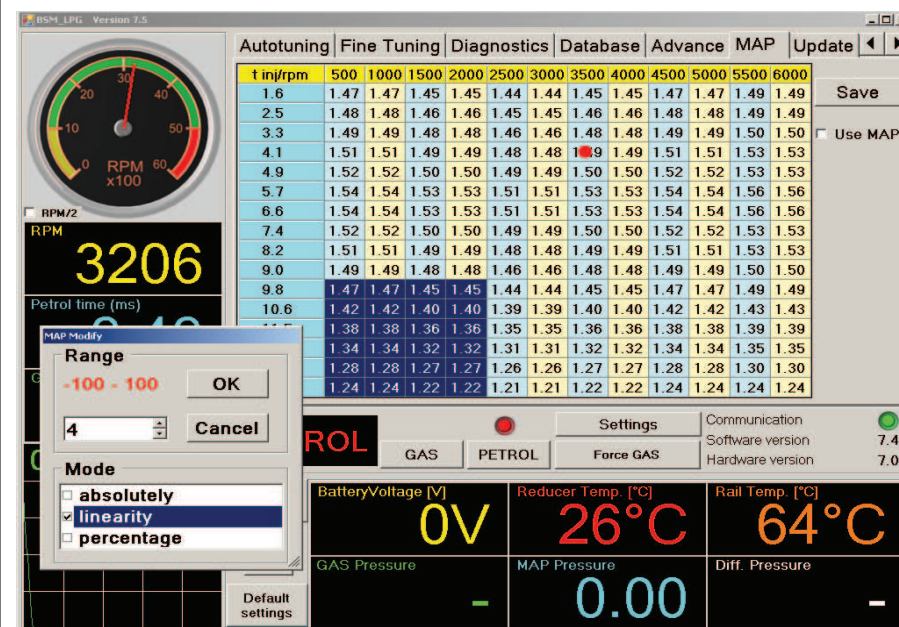 BSM_LPG Version 7.5
Autotuning Fine Tuning Diagnostics Database Advance MAP Update
t inj/rpm 500 1000 1500 2000 2500 3000 3500 4000 4500 5000 5500 6000
1.6 1.47 1.47 1.45 1.45 1.44 1.44 1.45 1.45 1.47 1.47 1.49 1.49
2.5 1.48 1.48 1.46 1.46 1.45 1.45 1.46 1.46 1.48 1.48 1.49 1.49
3.3 1.49 1.49 1.48 1.48 1.46 1.46 1.48 1.48 1.49 1.49 1.50 1.50
4.1 1.51 1.51 1.49 1.49 1.48 1.48 1.49 1.51 1.51 1.53 1.53
4.9 1.52 1.52 1.50 1.50 1.49 1.49 1.50 1.50 1.52 1.52 1.53 1.53
5.7 1.54 1.54 1.53 1.53 1.51 1.51 1.53 1.53 1.54 1.54 1.56 1.56
6.6 1.54 1.54 1.53 1.53 1.51 1.51 1.53 1.53 1.54 1.54 1.56 1.56
7.4 1.52 1.52 1.50 1.50 1.49 1.49 1.50 1.50 1.52 1.52 1.53 1.53
8.2 1.51 1.51 1.49 1.49 1.48 1.48 1.49 1.49 1.51 1.51 1.53 1.53
9.0 1.49 1.49 1.48 1.48 1.46 1.46 1.48 1.48 1.49 1.49 1.50 1.50
9.8 1.47 1.47 1.45 1.45 1.44 1.44 1.45 1.45 1.47 1.47 1.49 1.49
10.6 1.42 1.42 1.40 1.40 1.39 1.39 1.40 1.40 1.42 1.42 1.43 1.43
1.38 1.38 1.36 1.36 1.35 1.35 1.36 1.36 1.38 1.38 1.39 1.39
1.34 1.34 1.32 1.32 1.31 1.31 1.32 1.32 1.34 1.34 1.35 1.35
1.28 1.28 1.27 1.27 1.26 1.26 1.27 1.27 1.28 1.28 1.30 1.30
1.24 1.24 1.22 1.22 1.21 1.21 1.22 1.22 1.24 1.24 1.24 1.24
Save
Use MAP
0 10 20 30 40 50 60
RPM
x100
RPM/2
RPM
3206
Petrol time (ms)
MAP Modify
Range
-100 - 100
OK
4
Cancel
Mode
absolutely
linearity
percentage
ROL
GAS
PETROL
Settings
Force GAS
Communication
Software version 7.4
Hardware version 7.0
BatteryVoltage [V]
0V
Reducer Temp. [°C]
26°C
Rail Temp. [°C]
64°C
GAS Pressure
-
MAP Pressure
0.00
Diff. Pressure
-
Default
settings